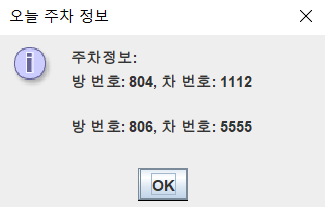 오늘 주차 정보
주차정보:
방 번호: 804, 차 번호: 1112
방 번호: 806, 차 번호: 5555
OK